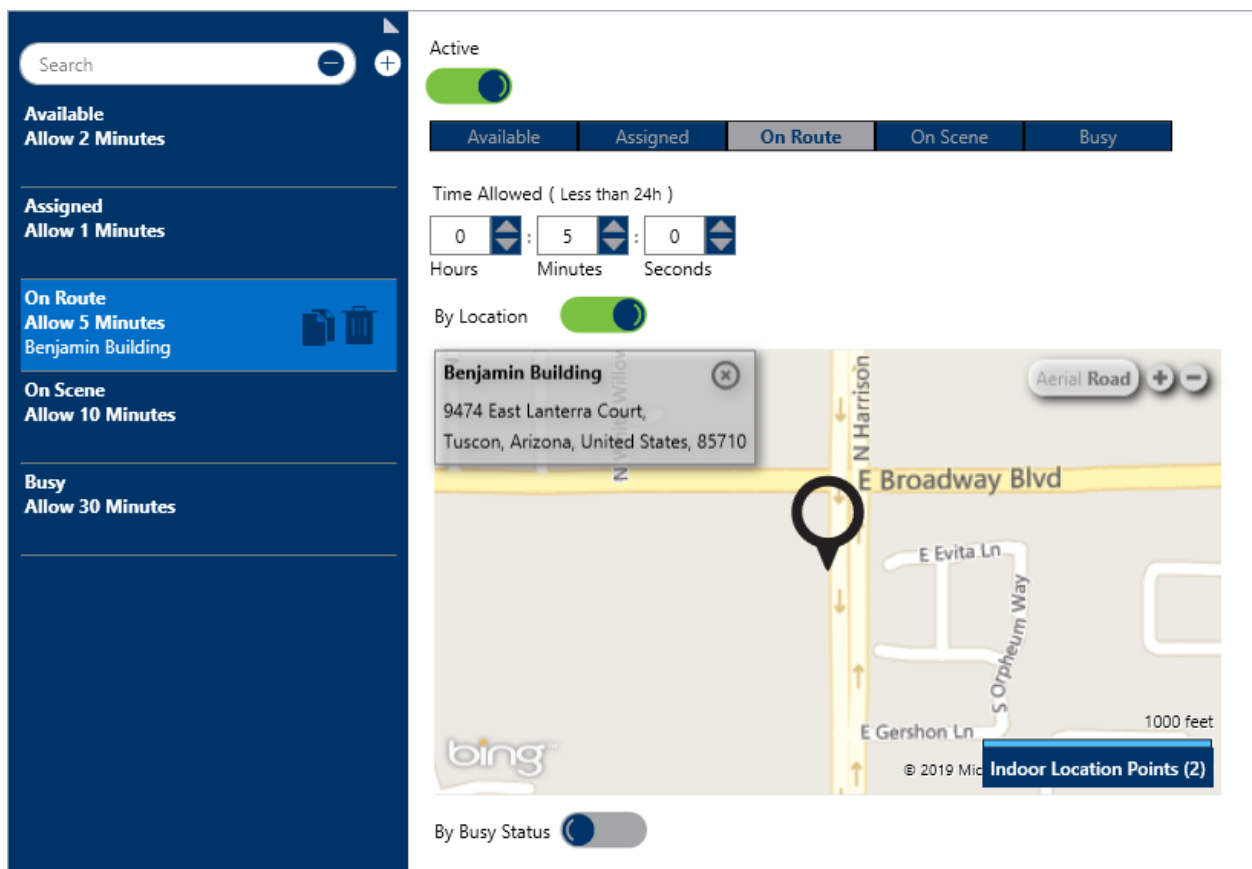 Search
Available
Allow 2 Minutes
Assigned
Allow 1 Minutes
On Route
Allow 5 Minutes
Benjamin Building
On Scene
Allow 10 Minutes
Busy
Allow 30 Minutes
Active
Available Assigned On Route On Scene Busy
Time Allowed ( Less than 24h )
0 : 5 : 0
Hours Minutes Seconds
By Location
Benjamin Building
9474 East Lanterra Court,
Tuscon, Arizona, United States, 85710
Aerial Road
N Harrison
E Broadway Blvd
E Evita Ln
S Orpheum Way
E Gershon Ln
1000 feet
bing
© 2019 Mic
Indoor Location Points (2)
By Busy Status